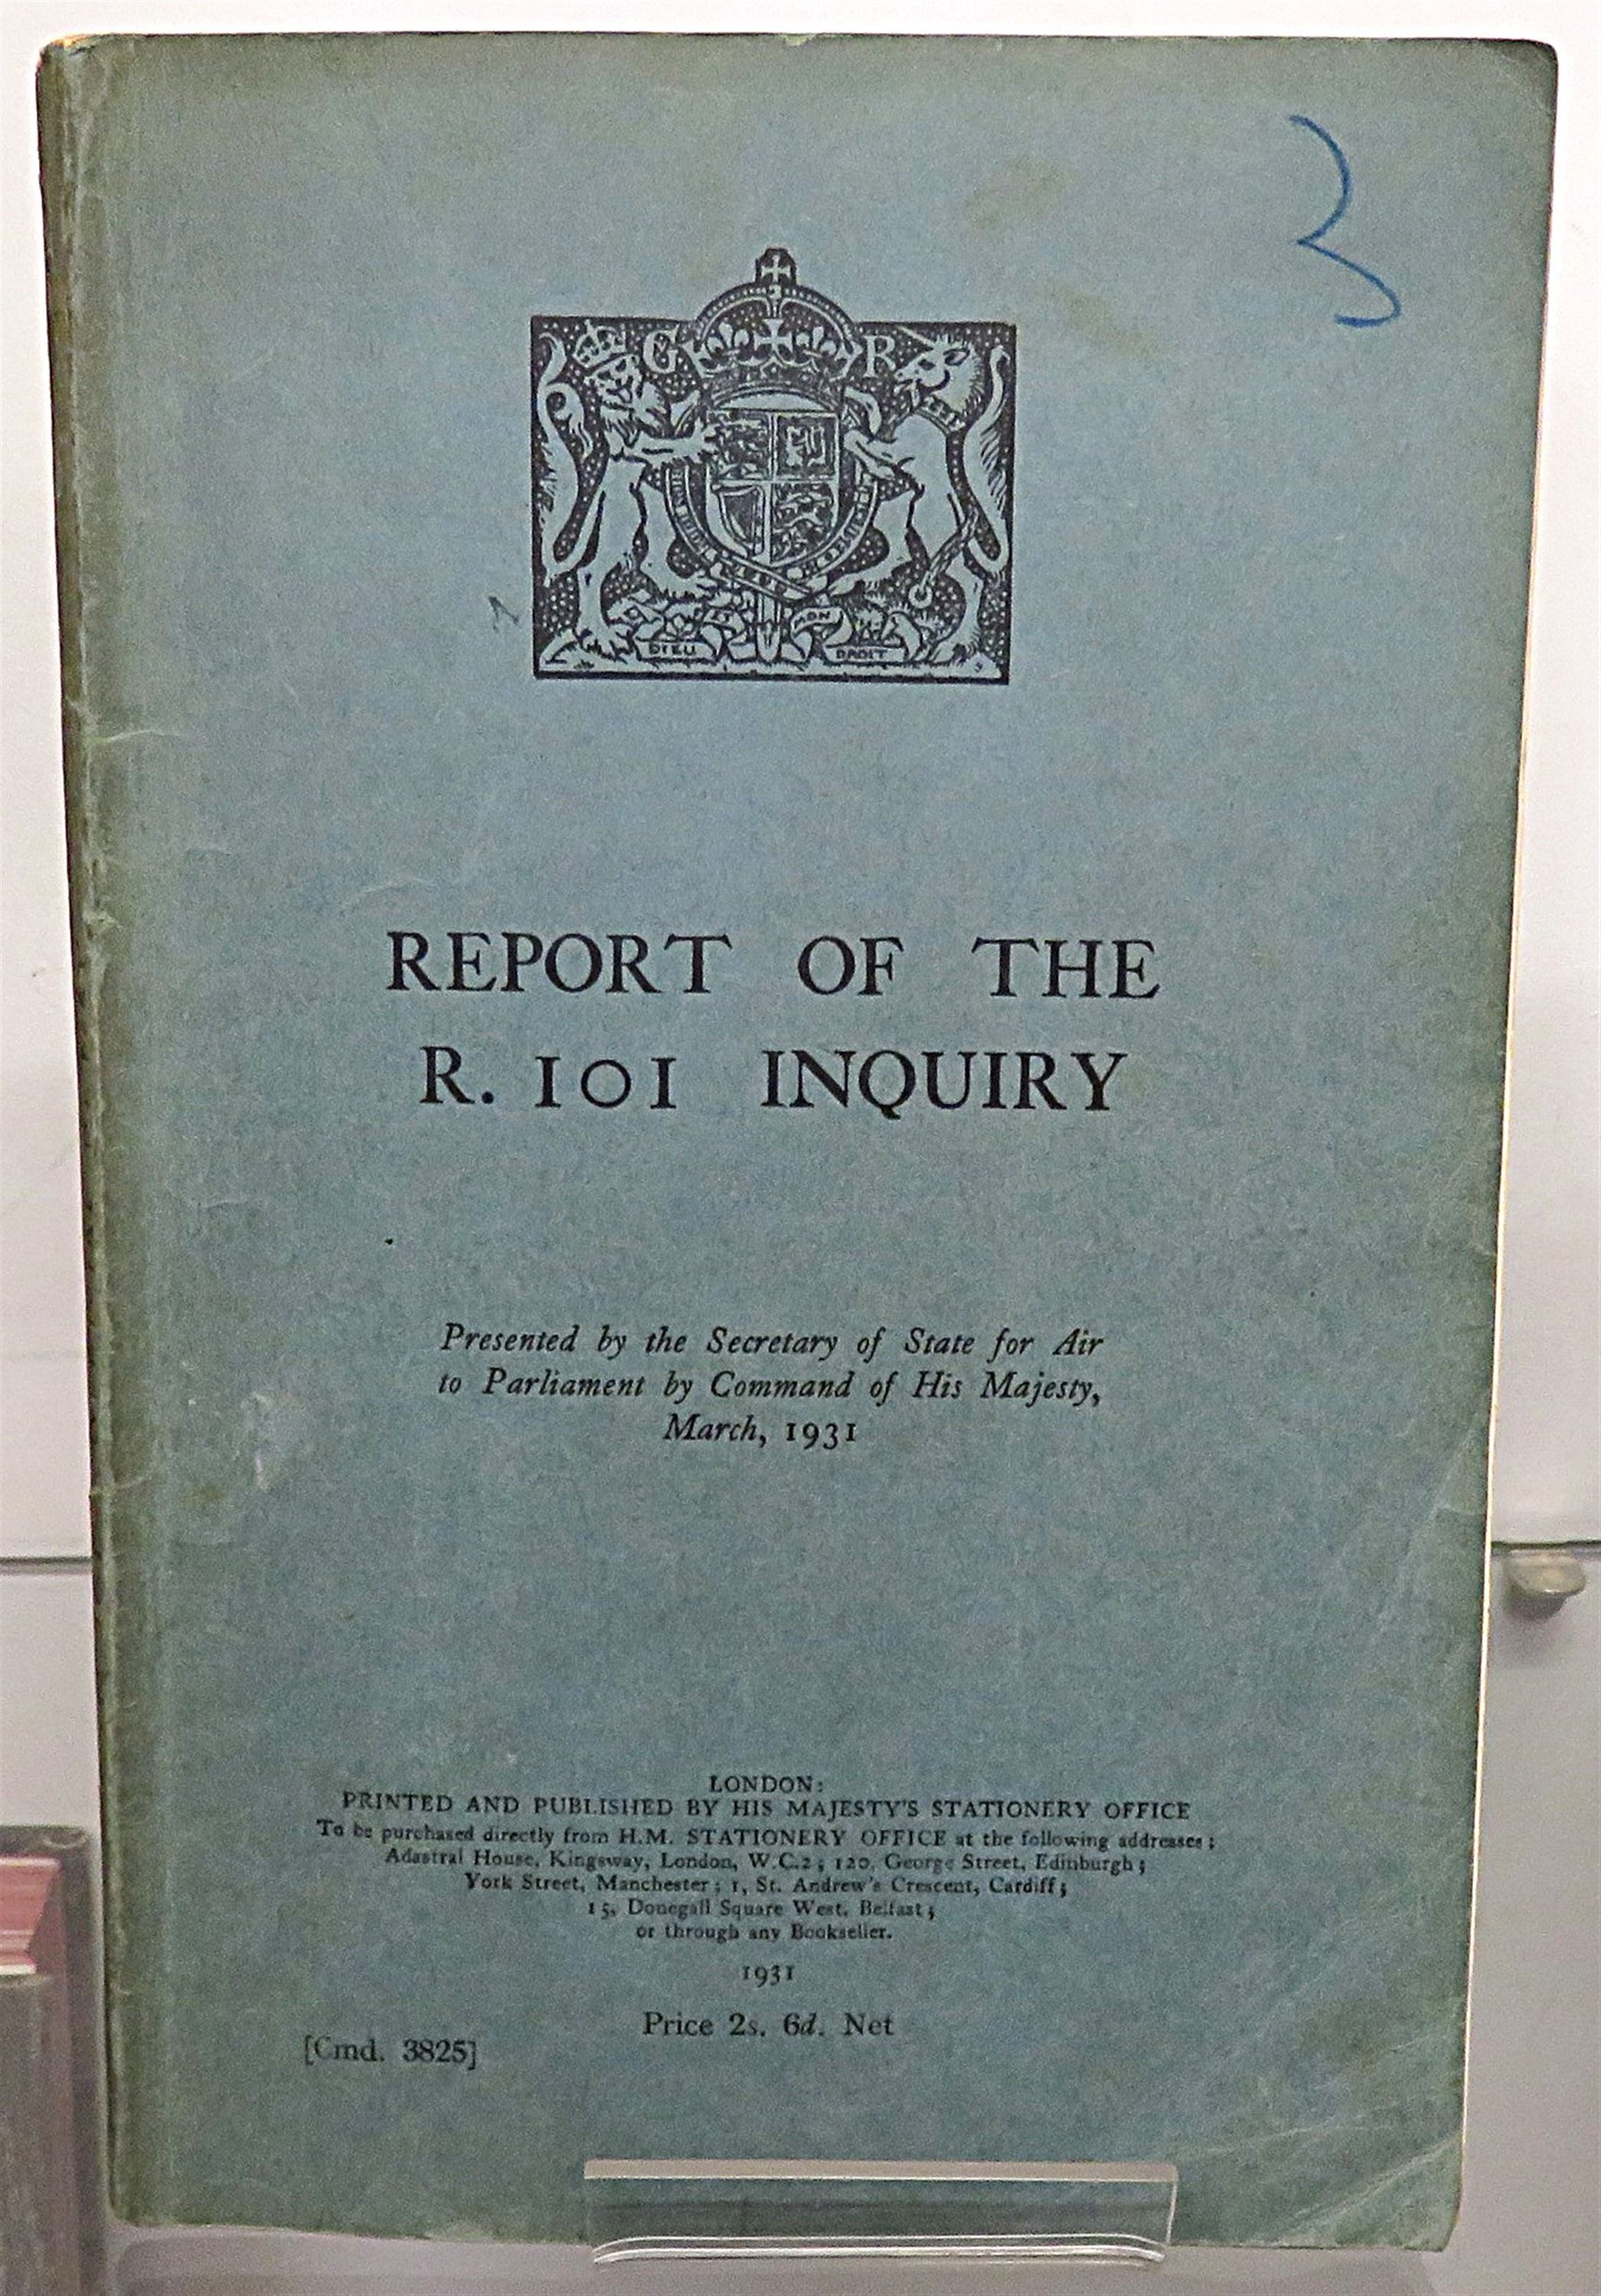 3
G R
DIEU ET MON DROIT
REPORT OF THE
R. 101 INQUIRY
Presented by the Secretary of State for Air
to Parliament by Command of His Majesty,
March, 1931
LONDON:
PRINTED AND PUBLISHED BY HIS MAJESTY'S STATIONERY OFFICE
To be purchased directly from H.M. STATIONERY OFFICE at the following addresses:
Adastral House, Kingsway, London, W.C.2; 120, George Street, Edinburgh;
York Street, Manchester; 1, St. Andrew's Crescent, Cardiff;
15, Donegall Square West, Belfast;
or through any Bookseller.
1931
Price 2s. 6d. Net
[Cmd. 3825]